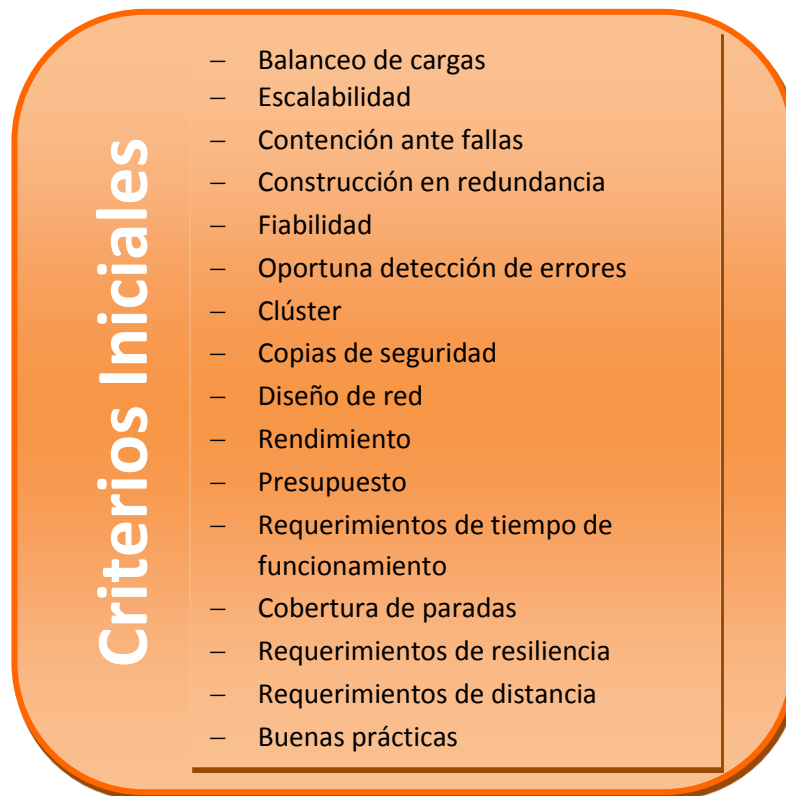 Criterios Iniciales
– Balanceo de cargas
– Escalabilidad
– Contención ante fallas
– Construcción en redundancia
– Fiabilidad
– Oportuna detección de errores
– Clúster
– Copias de seguridad
– Diseño de red
– Rendimiento
– Presupuesto
– Requerimientos de tiempo de
funcionamiento
– Cobertura de paradas
– Requerimientos de resiliencia
– Requerimientos de distancia
– Buenas prácticas